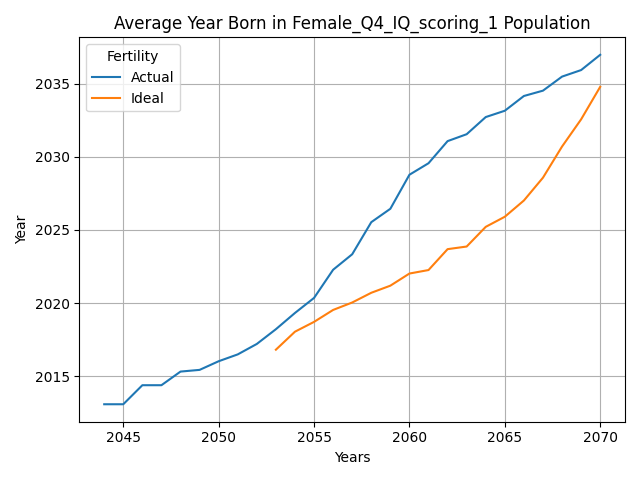 Average Year Born in Female_Q4_IQ_scoring_1 Population
Fertility
Actual
Ideal
2035
2030
2025
2020
2015
Year
2045 2050 2055 2060 2065 2070
Years